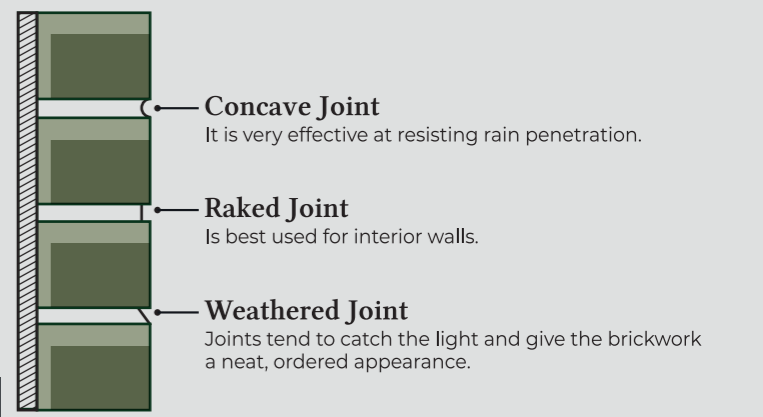 Concave Joint
It is very effective at resisting rain penetration.
Raked Joint
Is best used for interior walls.
Weathered Joint
Joints tend to catch the light and give the brickwork
a neat, ordered appearance.